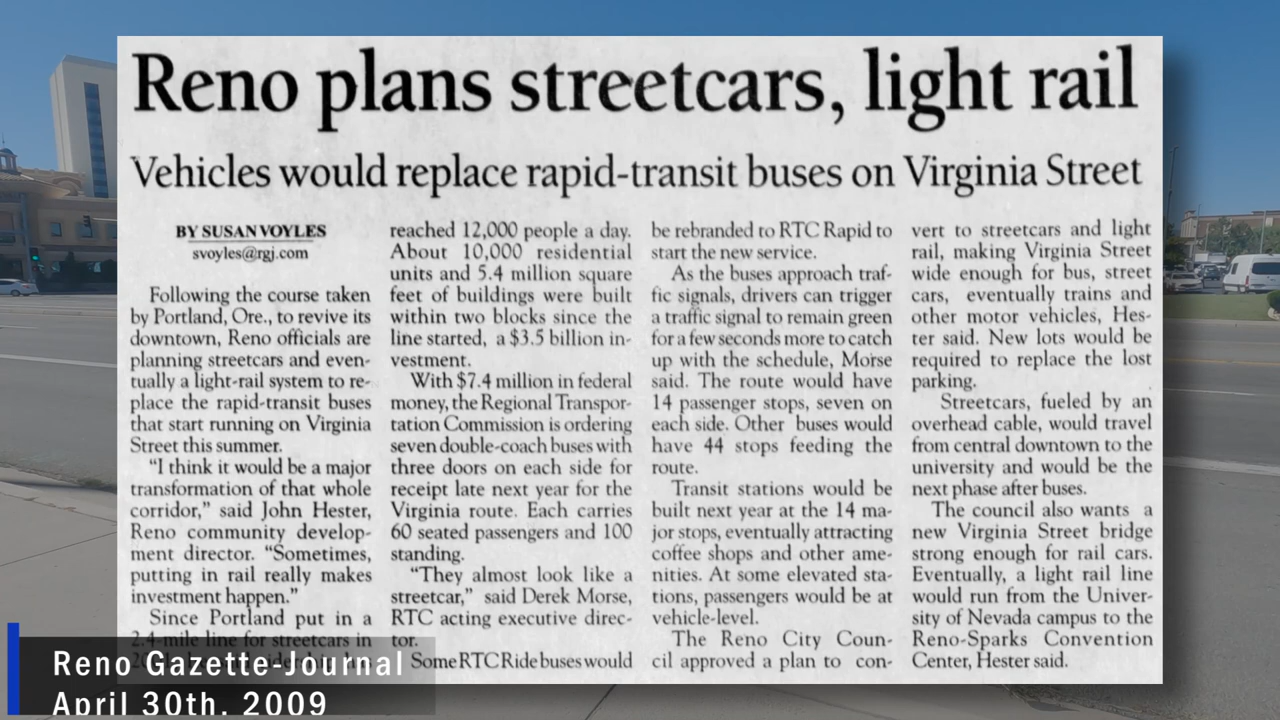 Reno plans streetcars, light rail
Vehicles would replace rapid-transit buses on Virginia Street
BY SUSAN VOYLES
svoyles@rgj.com
Following the course taken
by Portland, Ore., to revive its
downtown, Reno officials are
planning streetcars and even-
tually a light-rail system to re-
place the rapid-transit buses
that start running on Virginia
Street this summer.
"I think it would be a major
transformation of that whole
corridor," said John Hester,
Reno community develop-
ment director. "Sometimes,
putting in rail really makes
investment happen."
Since Portland put in a
2.4-mile line for streetcars in
reached 12,000 people a day.
About 10,000 residential
units and 5.4 million square
feet of buildings were built
within two blocks since the
line started, a $3.5 billion in-
vestment.
With $7.4 million in federal
money, the Regional Transpor-
tation Commission is ordering
seven double-coach buses with
three doors on each side for
receipt late next year for the
Virginia route. Each carries
60 seated passengers and 100
standing.
"They almost look like a
streetcar," said Derek Morse,
RTC acting executive direc-
tor.
Some RTC Ride buses would
be rebranded to RTC Rapid to
start the new service.
As the buses approach traf-
fic signals, drivers can trigger
a traffic signal to remain green
for a few seconds more to catch
up with the schedule, Morse
said. The route would have
14 passenger stops, seven on
each side. Other buses would
have 44 stops feeding the
route.
Transit stations would be
built next year at the 14 ma-
jor stops, eventually attracting
coffee shops and other ame-
nities. At some elevated sta-
tions, passengers would be at
vehicle-level.
The Reno City Coun-
cil approved a plan to con-
vert to streetcars and light
rail, making Virginia Street
wide enough for bus, street
cars, eventually trains and
other motor vehicles, Hes-
ter said. New lots would be
required to replace the lost
parking.
Streetcars, fueled by an
overhead cable, would travel
from central downtown to the
university and would be the
next phase after buses.
The council also wants a
new Virginia Street bridge
strong enough for rail cars.
Eventually, a light rail line
would run from the Univer-
sity of Nevada campus to the
Reno-Sparks Convention
Center, Hester said.
Reno Gazette-Journal
April 30th, 2009